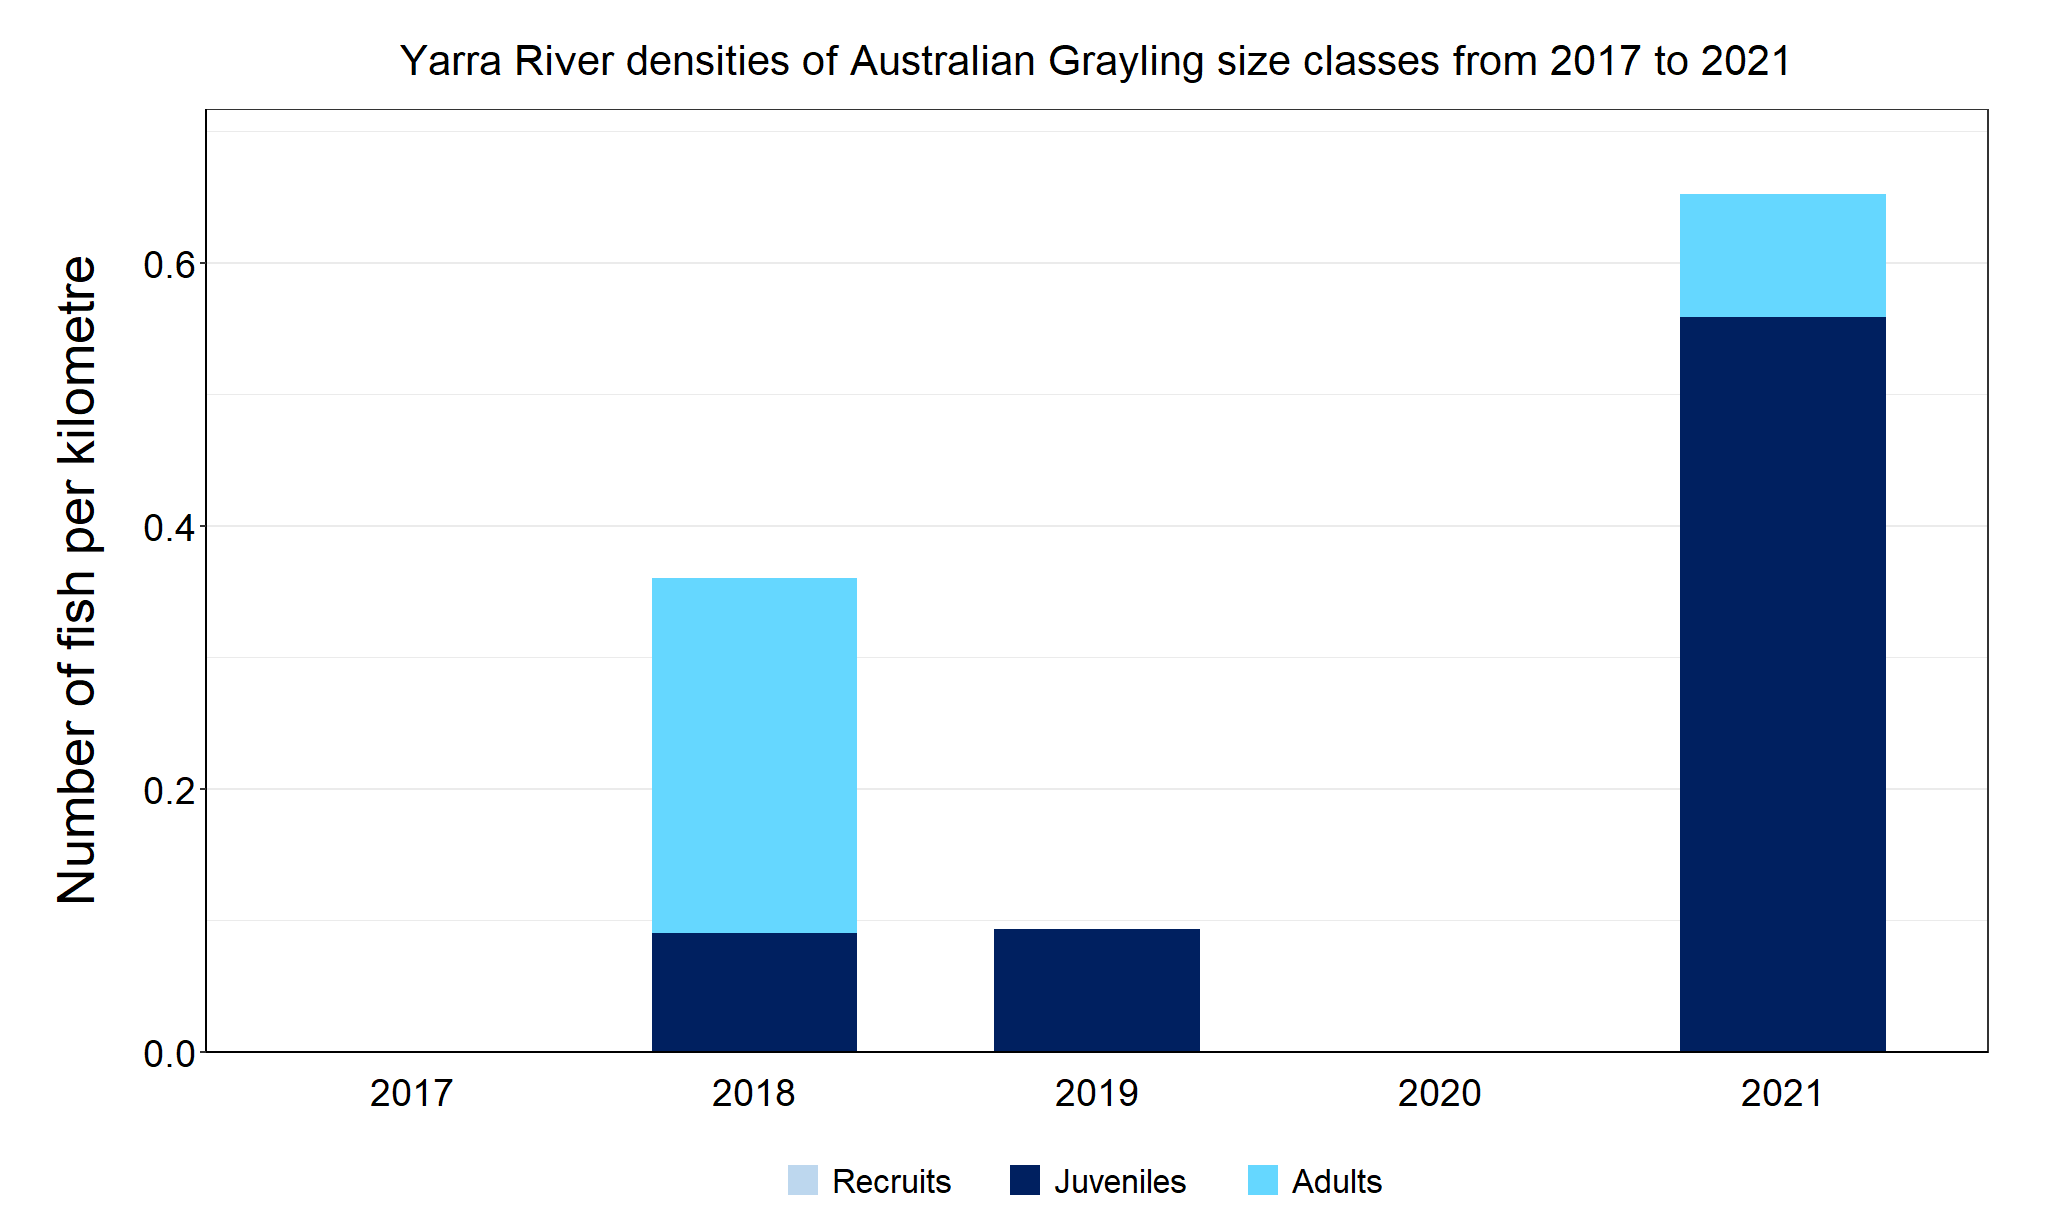 Yarra River densities of Australian Grayling size classes from 2017 to 2021
Number of fish per kilometre
0.6
0.4
0.2
0.0
2017 2018 2019 2020 2021
Recruits Juveniles Adults